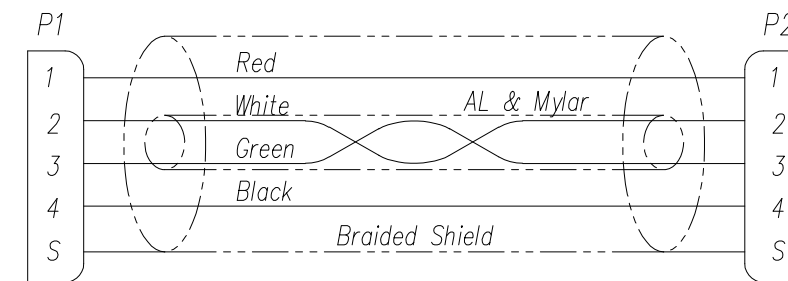 P1 P2
1 Red 1
2 White AL & Mylar 2
3 Green 3
4 Black 4
S Braided Shield S